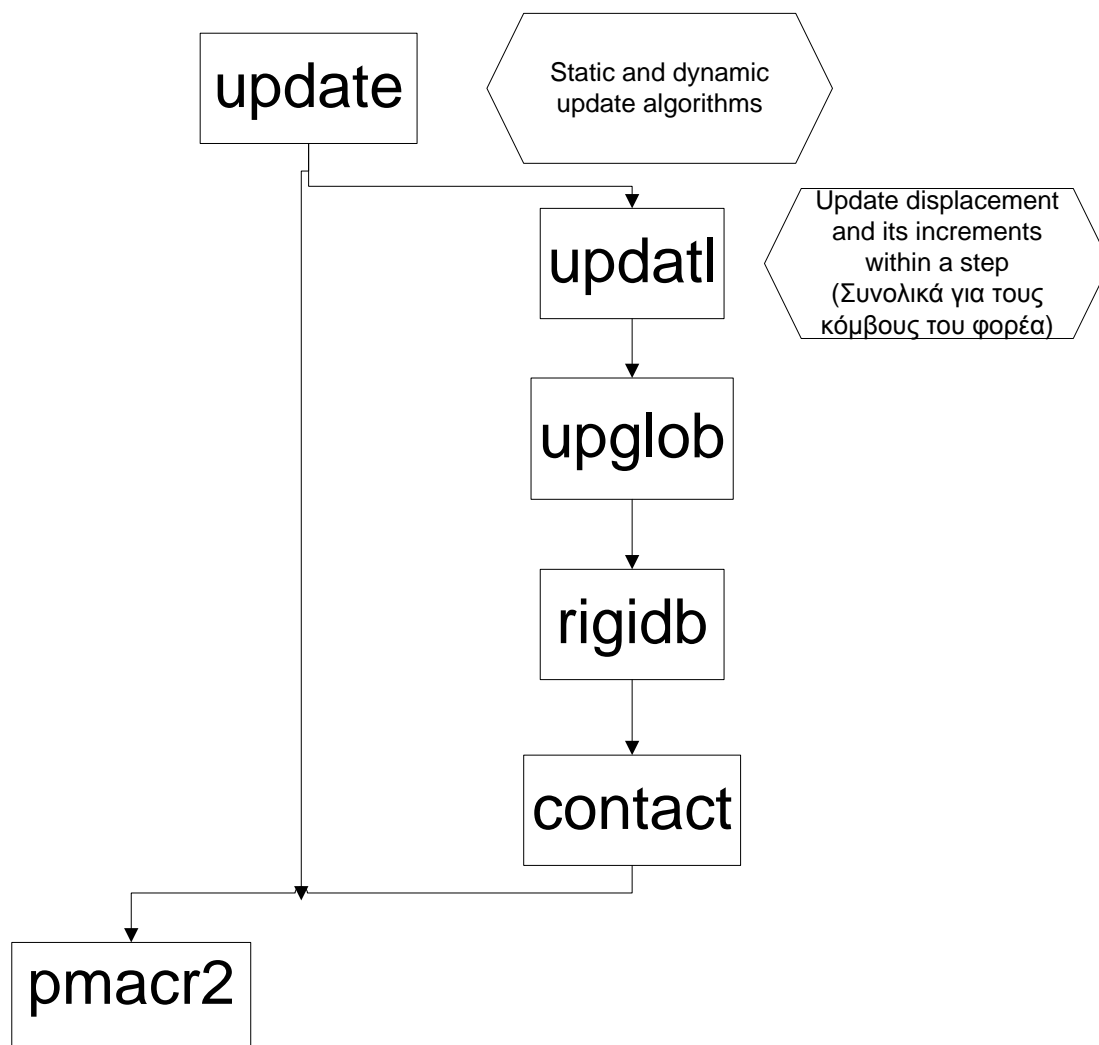 update
Static and dynamic
update algorithms
updatl
Update displacement
and its increments
within a step
(Συνολικά για τους
κόμβους του φορέα)
upglob
rigidb
contact
pmacr2